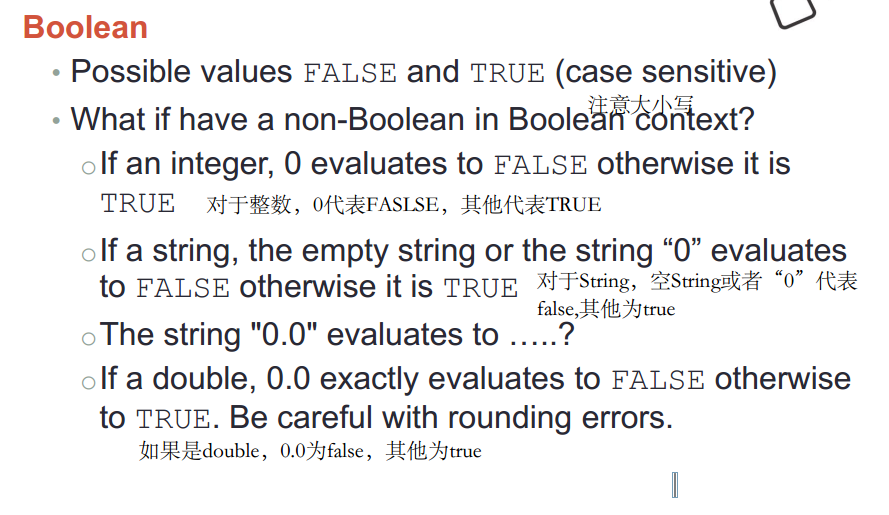 Boolean
• Possible values FALSE and TRUE (case sensitive)
注意大小写
• What if have a non-Boolean in Boolean context?
○If an integer, 0 evaluates to FALSE otherwise it is
TRUE 对于整数，0代表FASLSE，其他代表TRUE
○If a string, the empty string or the string “0” evaluates
to FALSE otherwise it is TRUE 对于String，空String或者“0”代表
false,其他为true
○The string "0.0" evaluates to …..?
○If a double, 0.0 exactly evaluates to FALSE otherwise
to TRUE. Be careful with rounding errors.
如果是double，0.0为false，其他为true